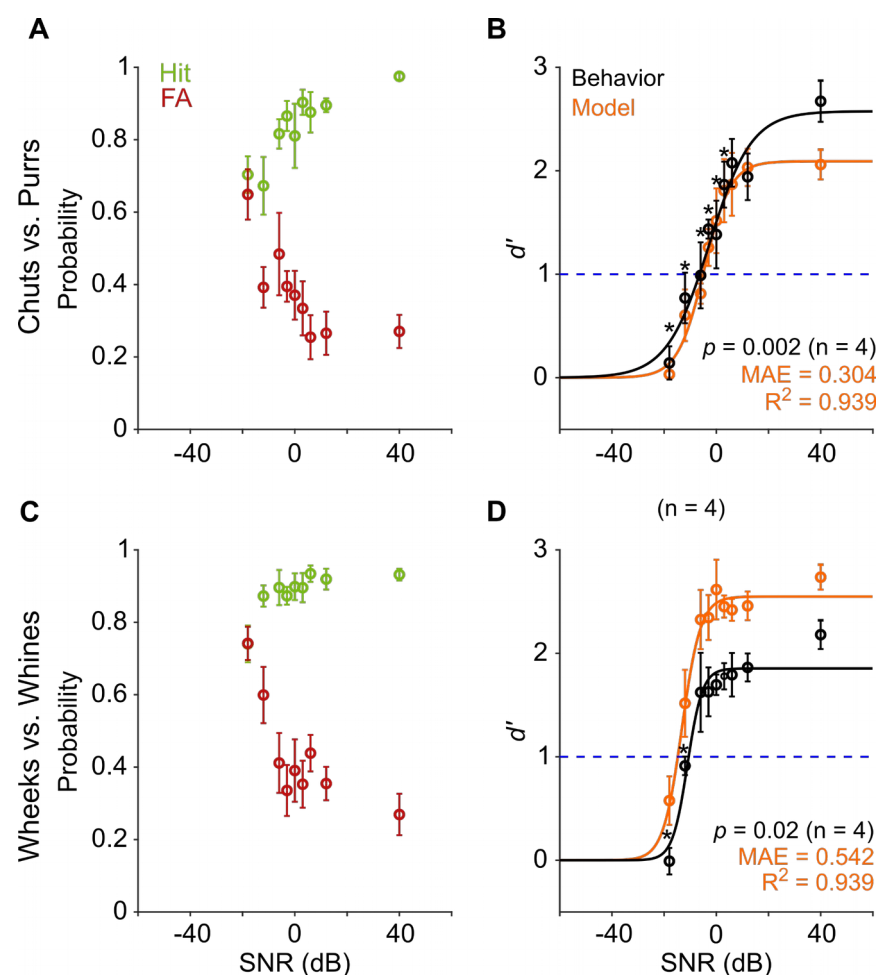 A
Hit
FA
Chuts vs. Purrs
Probability
1
0.8
0.6
0.4
0.2
0
-40
0
40
B
Behavior
Model
d′
3
2
1
0
*
*
*
*
*
*
p = 0.002 (n = 4)
MAE = 0.304
R² = 0.939
-40
0
40
C
Wheeks vs. Whines
Probability
1
0.8
0.6
0.4
0.2
0
-40
0
40
SNR (dB)
D
(n = 4)
d′
3
2
1
0
*
*
p = 0.02 (n = 4)
MAE = 0.542
R² = 0.939
-40
0
40
SNR (dB)